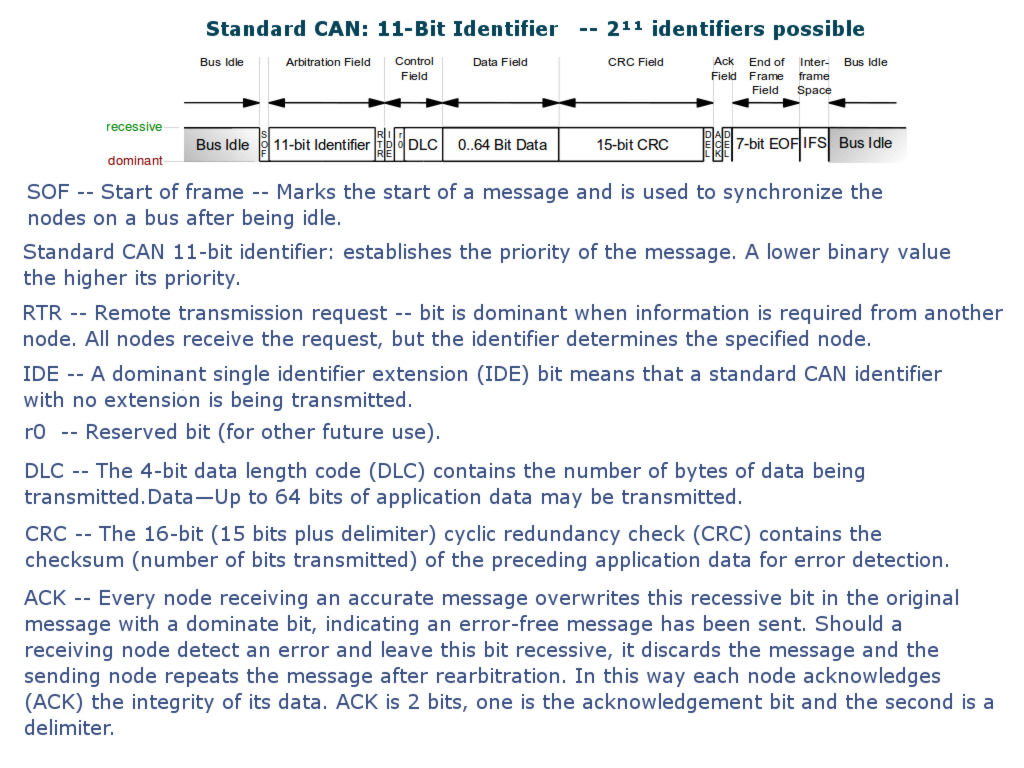 Standard CAN: 11-Bit Identifier -- 2¹¹ identifiers possible
Bus Idle Arbitration Field Control Field Data Field CRC Field Ack Field End of Frame Field Inter-frame Space Bus Idle
recessive
dominant
Bus Idle SOF 11-bit Identifier RTR IDE r0 DLC 0..64 Bit Data 15-bit CRC DEL ACK DEL 7-bit EOF IFS Bus Idle
SOF -- Start of frame -- Marks the start of a message and is used to synchronize the
nodes on a bus after being idle.
Standard CAN 11-bit identifier: establishes the priority of the message. A lower binary value
the higher its priority.
RTR -- Remote transmission request -- bit is dominant when information is required from another
node. All nodes receive the request, but the identifier determines the specified node.
IDE -- A dominant single identifier extension (IDE) bit means that a standard CAN identifier
with no extension is being transmitted.
r0 -- Reserved bit (for other future use).
DLC -- The 4-bit data length code (DLC) contains the number of bytes of data being
transmitted.Data—Up to 64 bits of application data may be transmitted.
CRC -- The 16-bit (15 bits plus delimiter) cyclic redundancy check (CRC) contains the
checksum (number of bits transmitted) of the preceding application data for error detection.
ACK -- Every node receiving an accurate message overwrites this recessive bit in the original
message with a dominate bit, indicating an error-free message has been sent. Should a
receiving node detect an error and leave this bit recessive, it discards the message and the
sending node repeats the message after rearbitration. In this way each node acknowledges
(ACK) the integrity of its data. ACK is 2 bits, one is the acknowledgement bit and the second is a
delimiter.